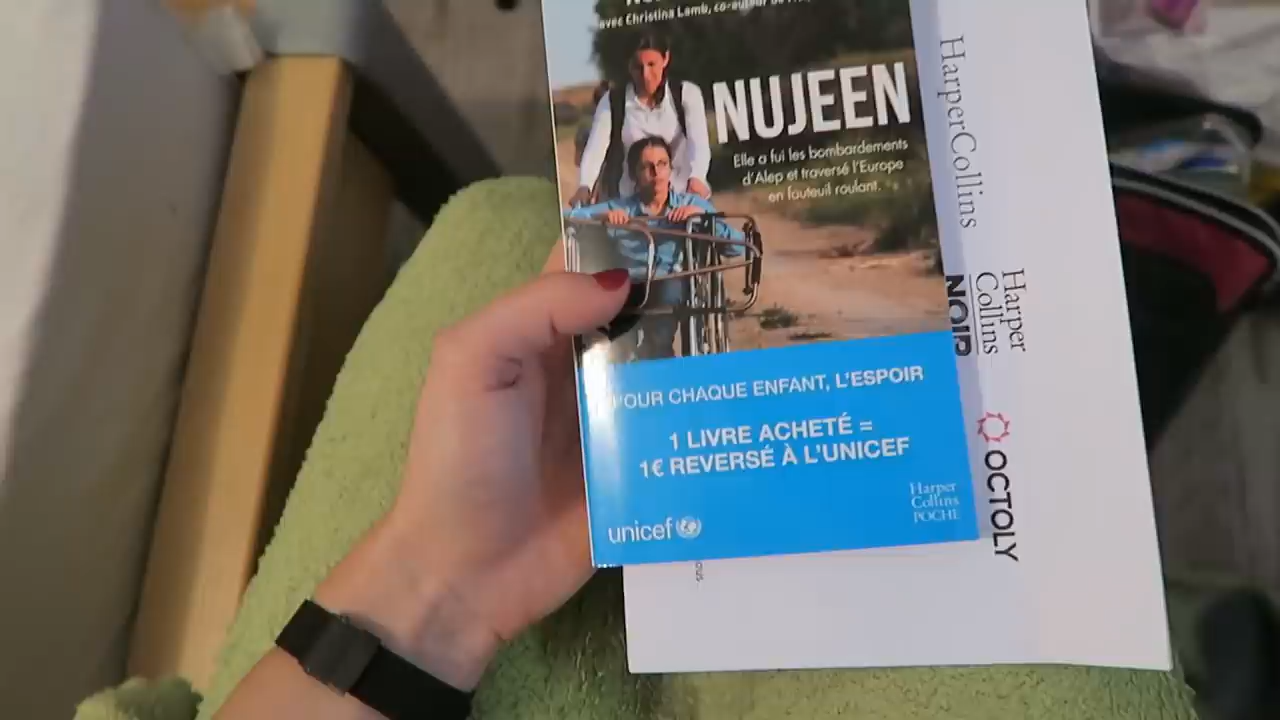 avec Christina Lamb, co-auteur de
NUJEEN
Elle a fui les bombardements
d'Alep et traversé l'Europe
en fauteuil roulant.
POUR CHAQUE ENFANT, L'ESPOIR
1 LIVRE ACHETÉ =
1€ REVERSÉ À L'UNICEF
Harper
Collins
POCHE
unicef
HarperCollins
Harper
Collins
NOIR
OCTOLY